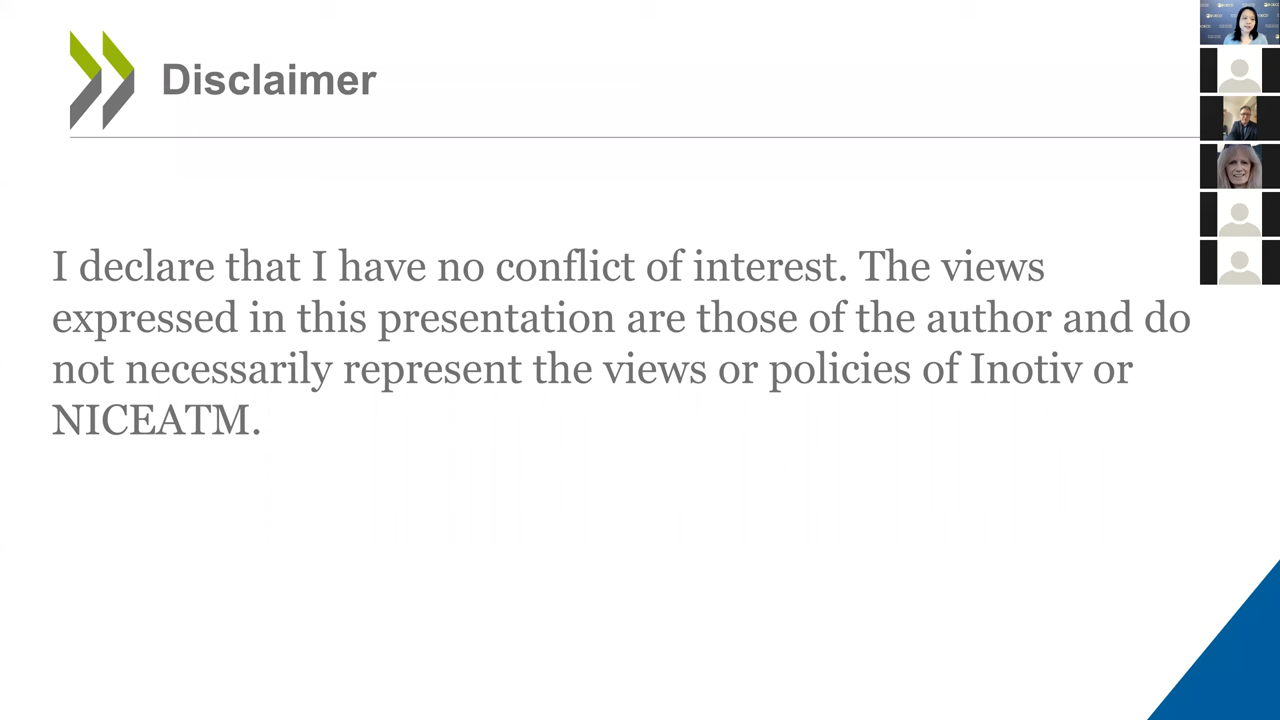 Disclaimer
I declare that I have no conflict of interest. The views
expressed in this presentation are those of the author and do
not necessarily represent the views or policies of Inotiv or
NICEATM.